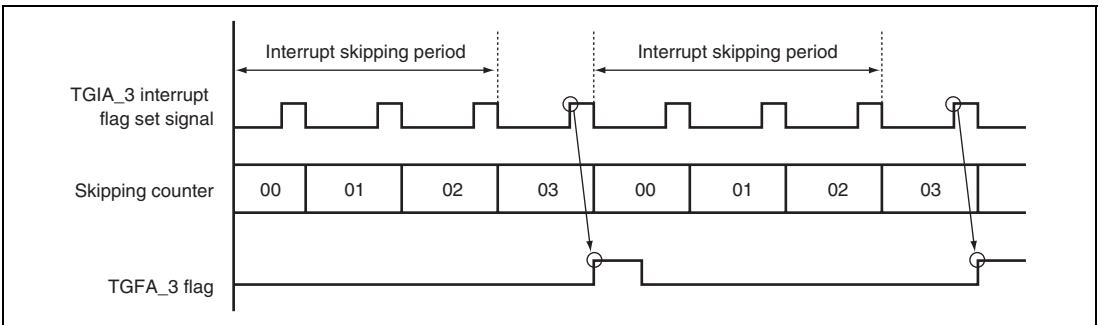 Interrupt skipping period
Interrupt skipping period
TGIA_3 interrupt
flag set signal
Skipping counter
00
01
02
03
00
01
02
03
TGFA_3 flag